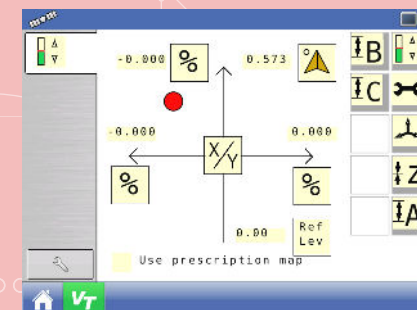 -0.000 % 0.573
-0.000 X/Y 0.000
% %
0.00 Ref
Lev
Use prescription map
B
C
Z
A
VT